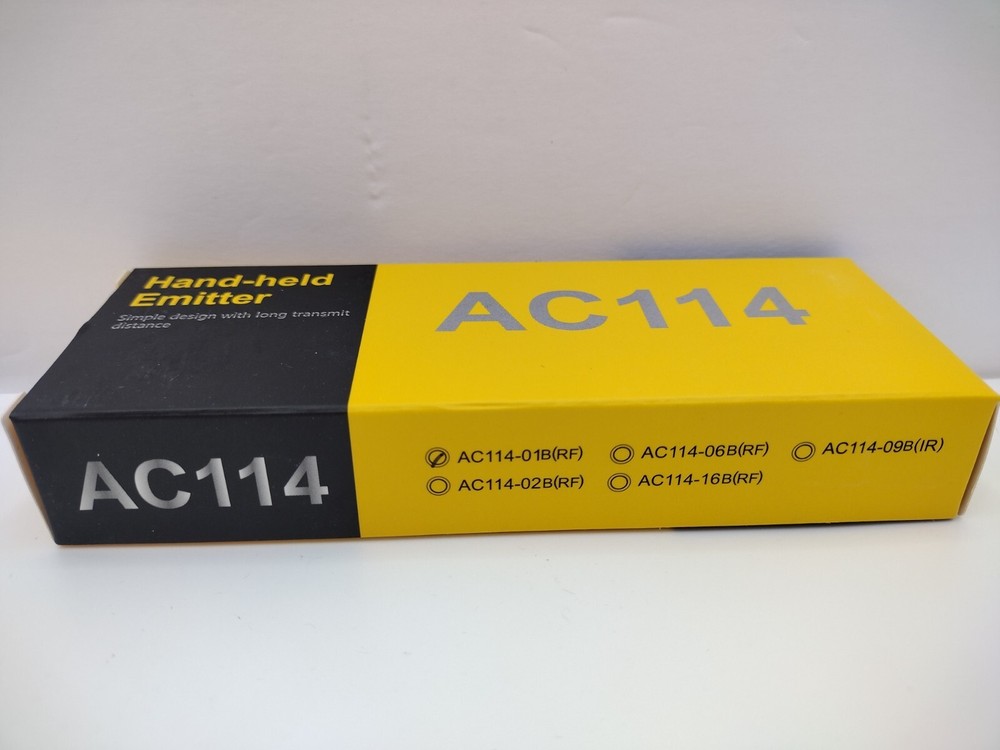 Hand-held
Emitter
Simple design with long transmit
distance
AC114
AC114
AC114-01B(RF)
AC114-06B(RF)
AC114-09B(IR)
AC114-02B(RF)
AC114-16B(RF)